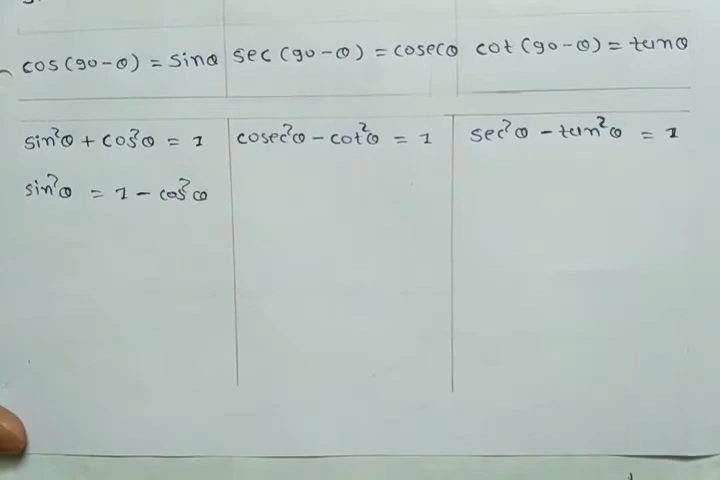 cos(90-θ) = sinθ sec(90-θ) = cosecθ cot(90-θ) = tanθ
sin²θ + cos²θ = 1 cosec²θ - cot²θ = 1 sec²θ - tan²θ = 1
sin²θ = 1 - cos²θ